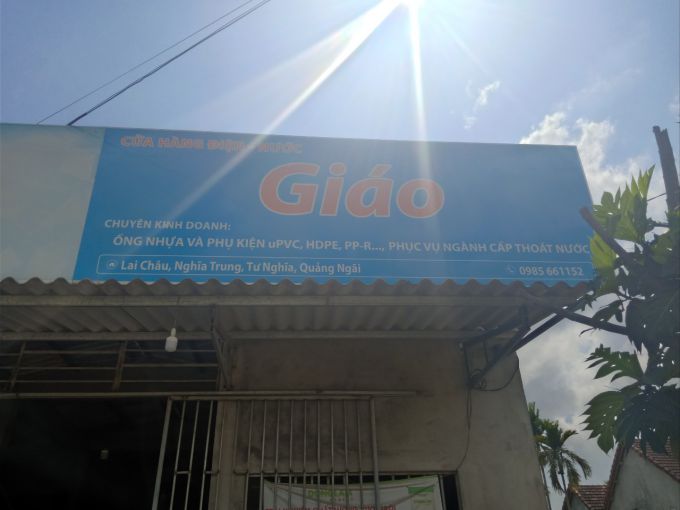 CỬA HÀNG ĐIỆN - NƯỚC
Giáo
CHUYÊN KINH DOANH:
ỐNG NHỰA VÀ PHỤ KIỆN uPVC, HDPE, PP-R..., PHỤC VỤ NGÀNH CẤP THOÁT NƯỚC
Lai Châu, Nghĩa Trung, Tư Nghĩa, Quảng Ngãi
0985 661152